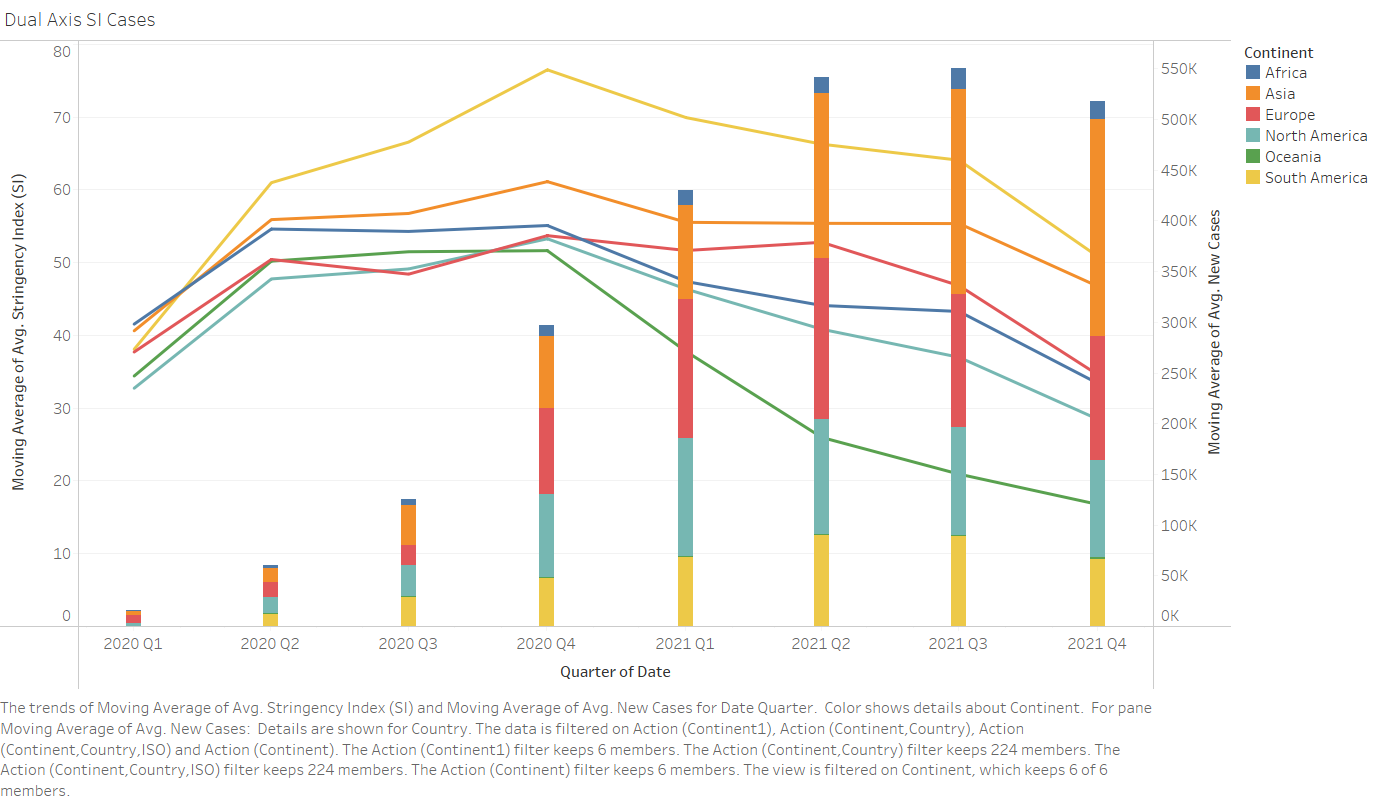 Dual Axis SI Cases
Moving Average of Avg. Stringency Index (SI)
80
70
60
50
40
30
20
10
0
550K
500K
450K
400K
350K
300K
250K
200K
150K
100K
50K
0K
Moving Average of Avg. New Cases
2020 Q1 2020 Q2 2020 Q3 2020 Q4 2021 Q1 2021 Q2 2021 Q3 2021 Q4
Quarter of Date
Continent
Africa
Asia
Europe
North America
Oceania
South America
The trends of Moving Average of Avg. Stringency Index (SI) and Moving Average of Avg. New Cases for Date Quarter. Color shows details about Continent. For pane
Moving Average of Avg. New Cases: Details are shown for Country. The data is filtered on Action (Continent1), Action (Continent,Country), Action
(Continent,Country,ISO) and Action (Continent). The Action (Continent1) filter keeps 6 members. The Action (Continent,Country) filter keeps 224 members. The
Action (Continent,Country,ISO) filter keeps 224 members. The Action (Continent) filter keeps 6 members. The view is filtered on Continent, which keeps 6 of 6
members.